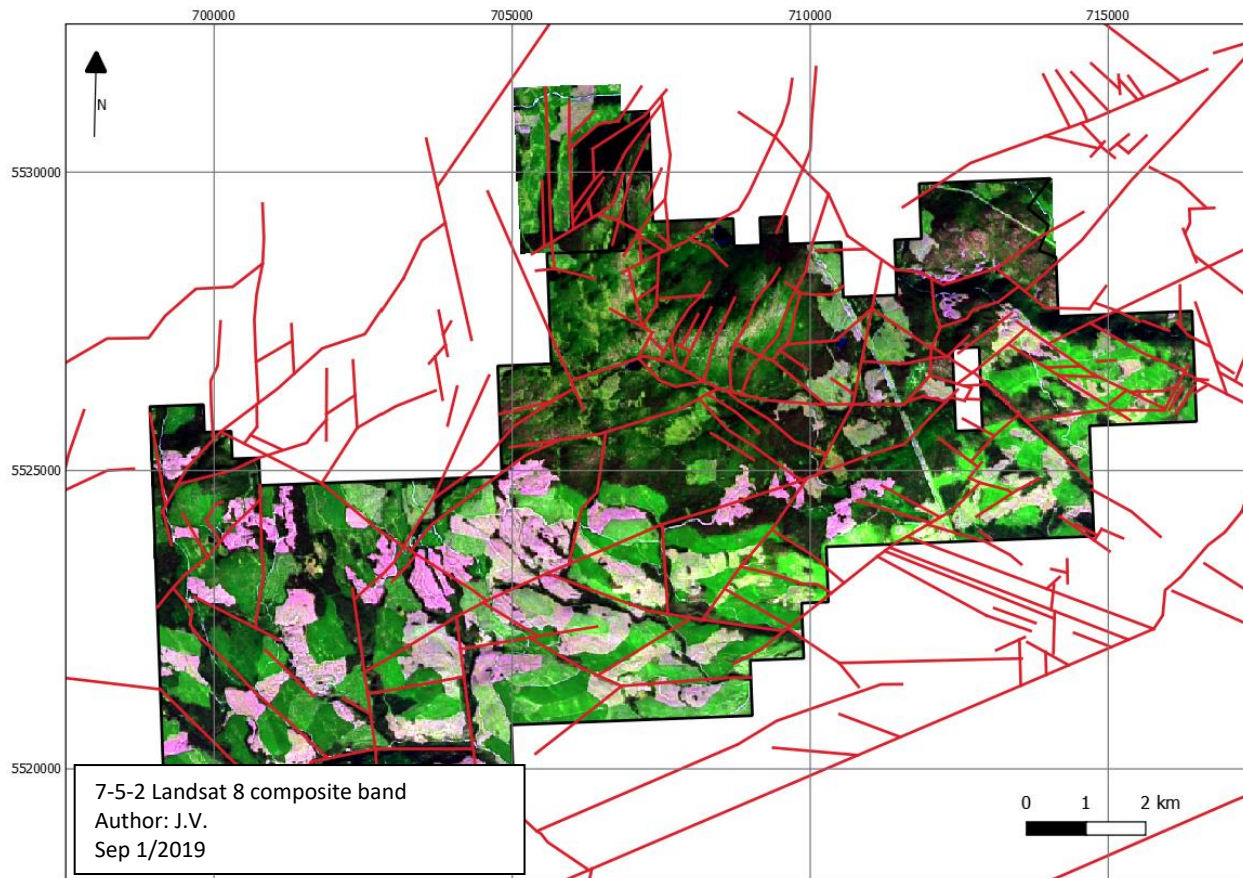 700000 705000 710000 715000
N
5530000
5525000
5520000
7-5-2 Landsat 8 composite band
Author: J.V.
Sep 1/2019
0 1 2 km